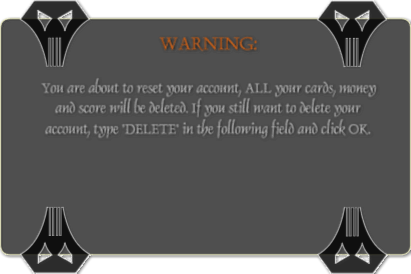 WARNING:
You are about to reset your account, ALL your cards, money
and score will be deleted. If you still want to delete your
account, type "DELETE" in the following field and click OK.